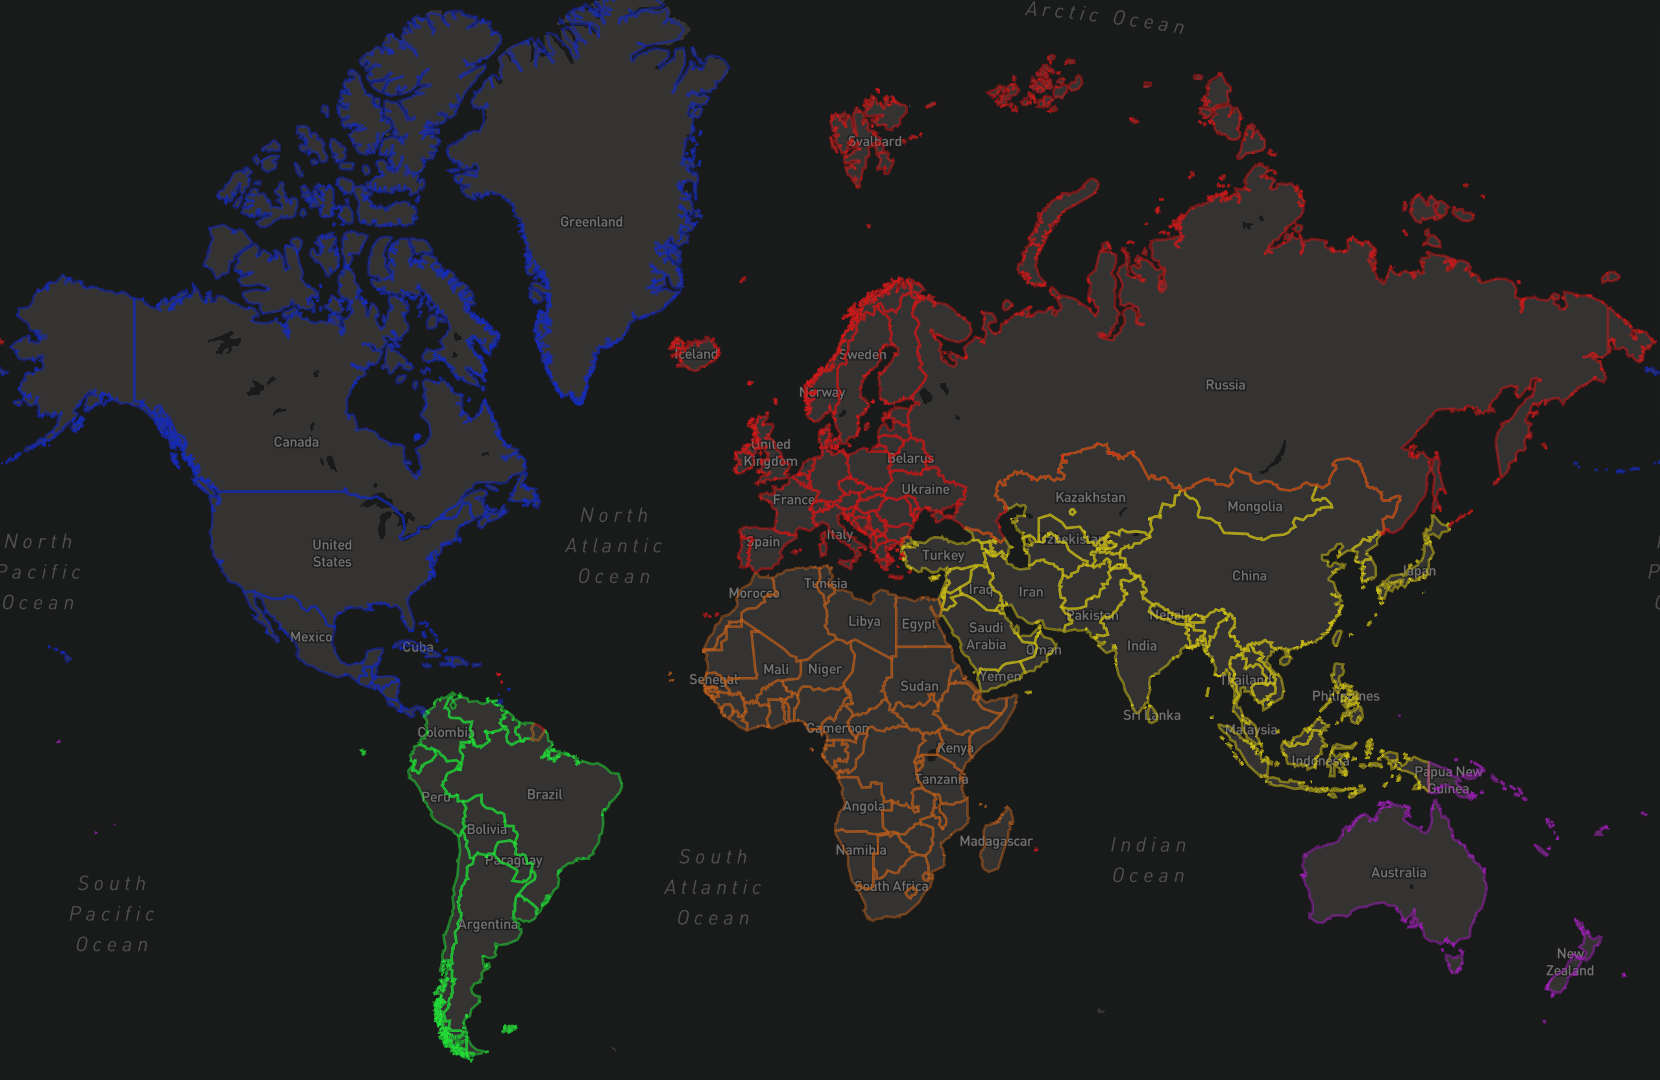 Arctic Ocean
Svalbard
Greenland
Iceland
Sweden
Norway
Russia
Canada
United
Kingdom
Belarus
Ukraine
France
Kazakhstan
Mongolia
North
Atlantic
Ocean
North
Pacific
Ocean
United
States
Spain
Italy
Turkey
Uzbekistan
China
Japan
Morocco
Tunisia
Iraq
Iran
Libya
Egypt
Pakistan
Nepal
Mexico
Cuba
Saudi
Arabia
Oman
India
Senegal
Mali
Niger
Sudan
Yemen
Thailand
Philippines
Sri Lanka
Colombia
Cameroon
Kenya
Malaysia
Indonesia
Papua New
Guinea
Peru
Brazil
Tanzania
Angola
Bolivia
Madagascar
Namibia
Paraguay
South Africa
Indian
Ocean
Australia
South
Atlantic
Ocean
South
Pacific
Ocean
Argentina
New
Zealand